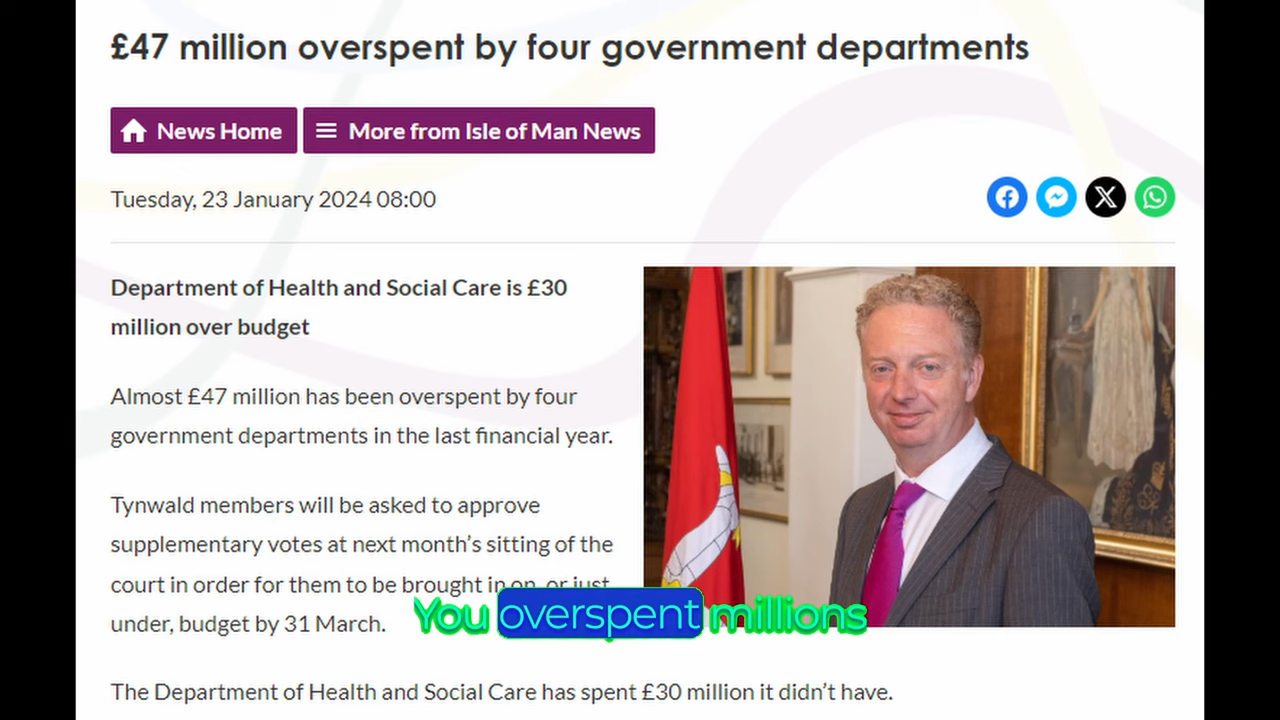 £47 million overspent by four government departments
News Home
More from Isle of Man News
Tuesday, 23 January 2024 08:00
Department of Health and Social Care is £30
million over budget
Almost £47 million has been overspent by four
government departments in the last financial year.
Tynwald members will be asked to approve
supplementary votes at next month's sitting of the
court in order for them to be brought in on, or just
under, budget by 31 March.
You overspent millions
The Department of Health and Social Care has spent £30 million it didn't have.